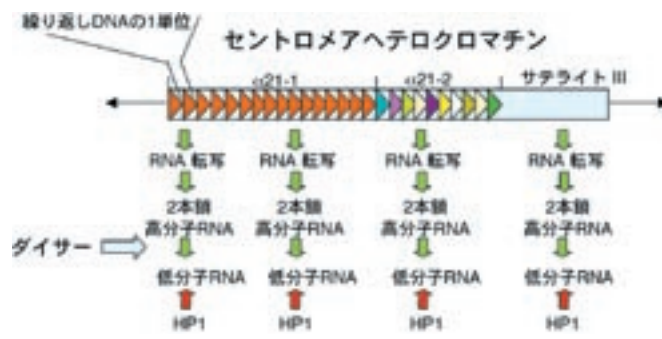 繰り返しDNAの1単位
セントロメアヘテロクロマチン
α21-1 α21-2 サテライト III
RNA 転写 RNA 転写 RNA 転写 RNA 転写
2本鎖 2本鎖 2本鎖 2本鎖
高分子RNA 高分子RNA 高分子RNA 高分子RNA
ダイサー
低分子RNA 低分子RNA 低分子RNA 低分子RNA
HP1 HP1 HP1 HP1